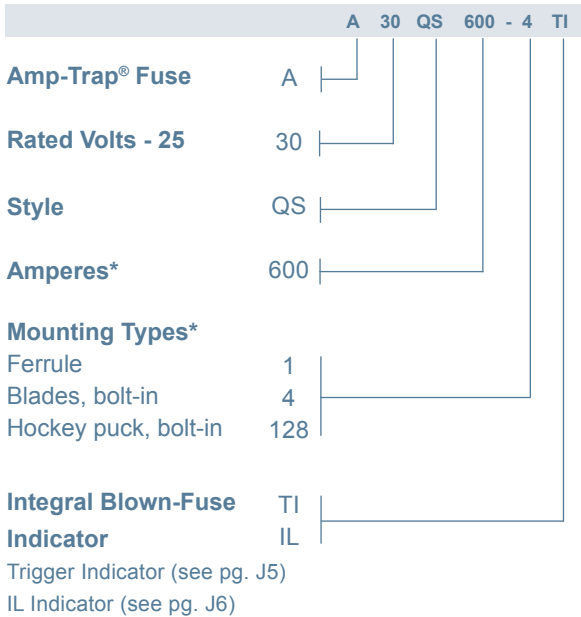 A 30 QS 600 - 4 TI
Amp-Trap® Fuse A
Rated Volts - 25 30
Style QS
Amperes* 600
Mounting Types*
Ferrule 1
Blades, bolt-in 4
Hockey puck, bolt-in 128
Integral Blown-Fuse TI
Indicator IL
Trigger Indicator (see pg. J5)
IL Indicator (see pg. J6)